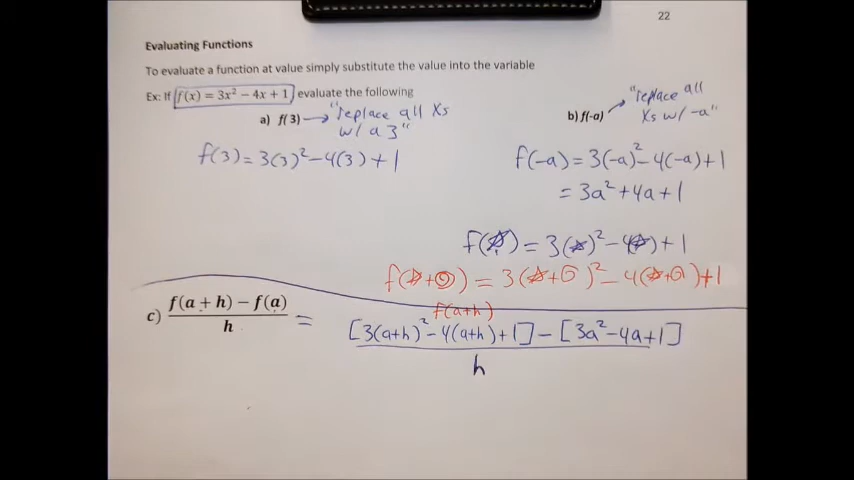 22
Evaluating Functions
To evaluate a function at value simply substitute the value into the variable
Ex: If f(x) = 3x² − 4x + 1 evaluate the following
a) f(3) → "replace all Xs
w/ a 3"
b) f(-a) → "replace all
Xs w/ -a"
f(3) = 3(3)² − 4(3) + 1
f(-a) = 3(-a)² − 4(-a) + 1
= 3a² + 4a + 1
f(☆) = 3(☆)² − 4(☆) + 1
f(☆+☺) = 3(☆+☺)² − 4(☆+☺) + 1
f(a+h)
c) f(a + h) − f(a) / h = [3(a+h)² − 4(a+h) + 1] − [3a² − 4a + 1] / h